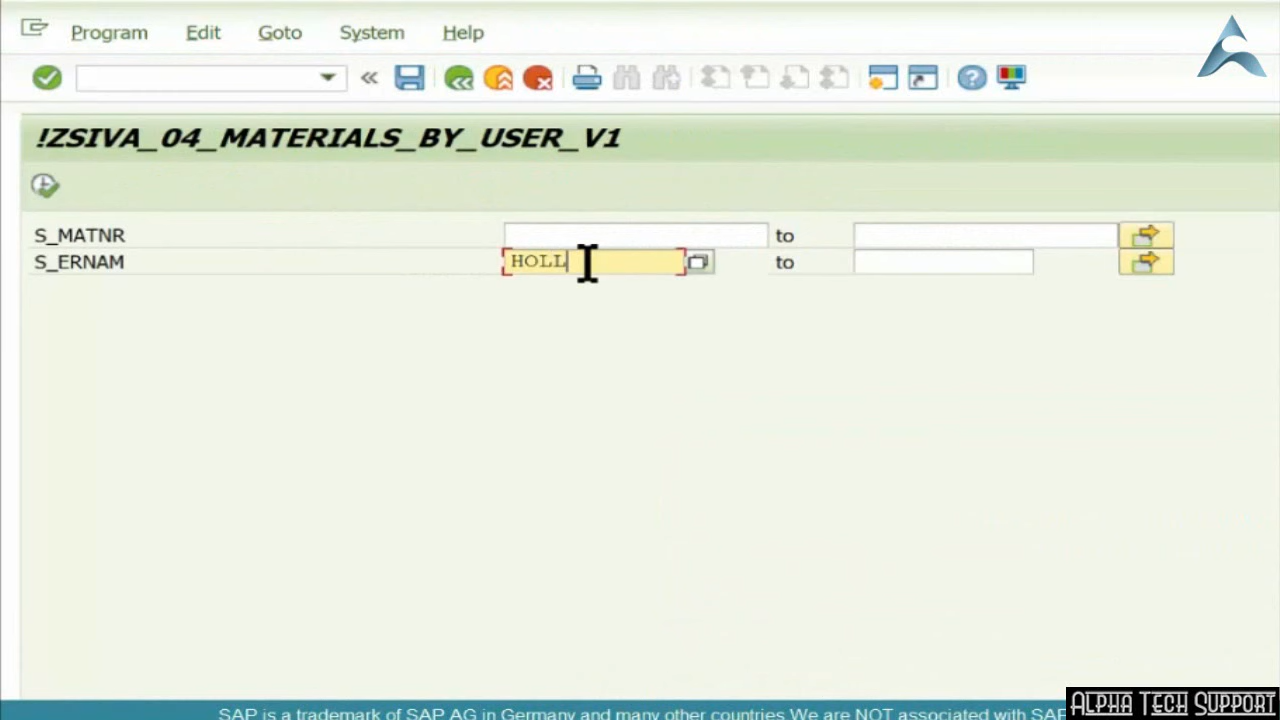 Program Edit Goto System Help
!ZSIVA_04_MATERIALS_BY_USER_V1
S_MATNR to
S_ERNAM HOLL to
SAP is a trademark of SAP AG in Germany and many other countries We are NOT associated with SAP
ALPHA TECH SUPPORT